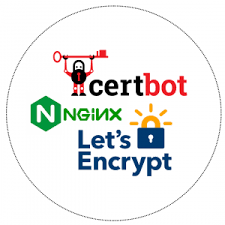 certbot
N NGINX
Let's
Encrypt